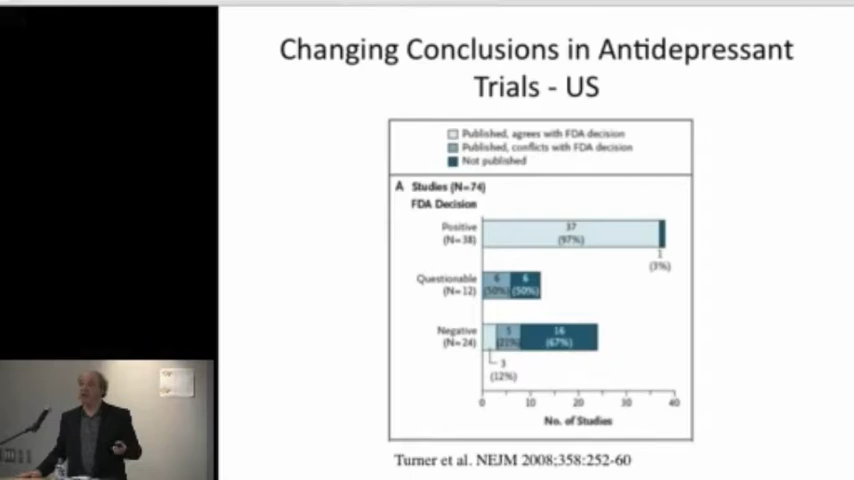 Changing Conclusions in Antidepressant
Trials - US
Published, agrees with FDA decision
Published, conflicts with FDA decision
Not published
A Studies (N=74)
FDA Decision
Positive
(N=38)
37
(97%)
1
(3%)
Questionable
(N=12)
6
(50%)
6
(50%)
Negative
(N=24)
5
(21%)
16
(67%)
3
(12%)
0 10 20 30 40
No. of Studies
Turner et al. NEJM 2008;358:252-60